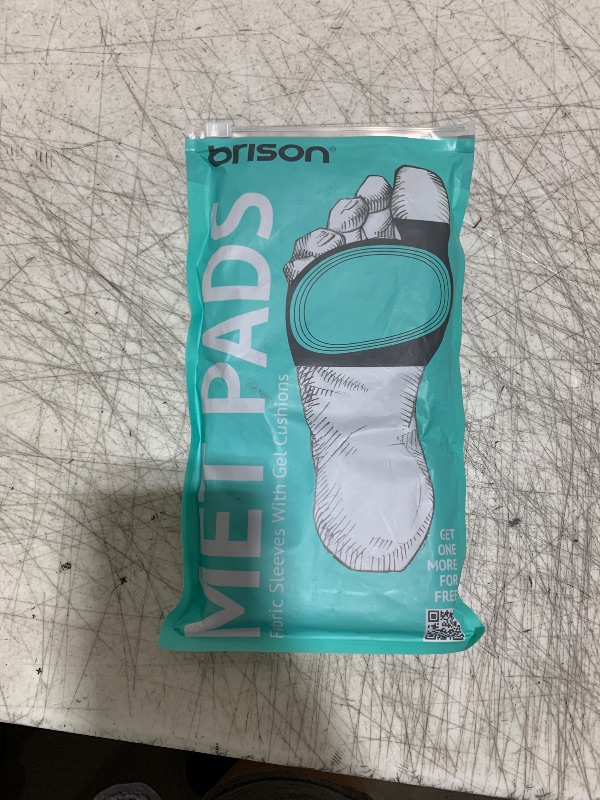 brison®
MET PADS
Fabric Sleeves With Gel Cushions
GET
ONE
MORE
FOR
FREE